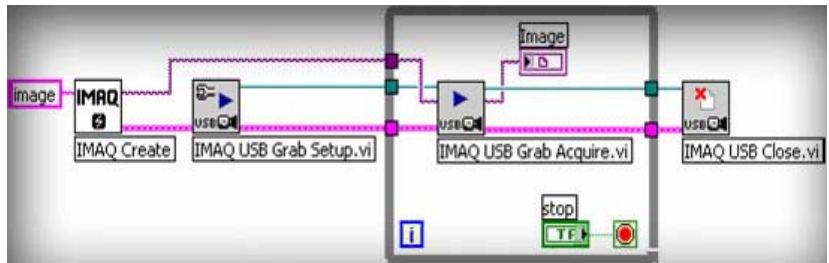 Image
image
IMAQ
USB
USB
USB
IMAQ Create
IMAQ USB Grab Setup.vi
IMAQ USB Grab Acquire.vi
IMAQ USB Close.vi
stop
i
TF